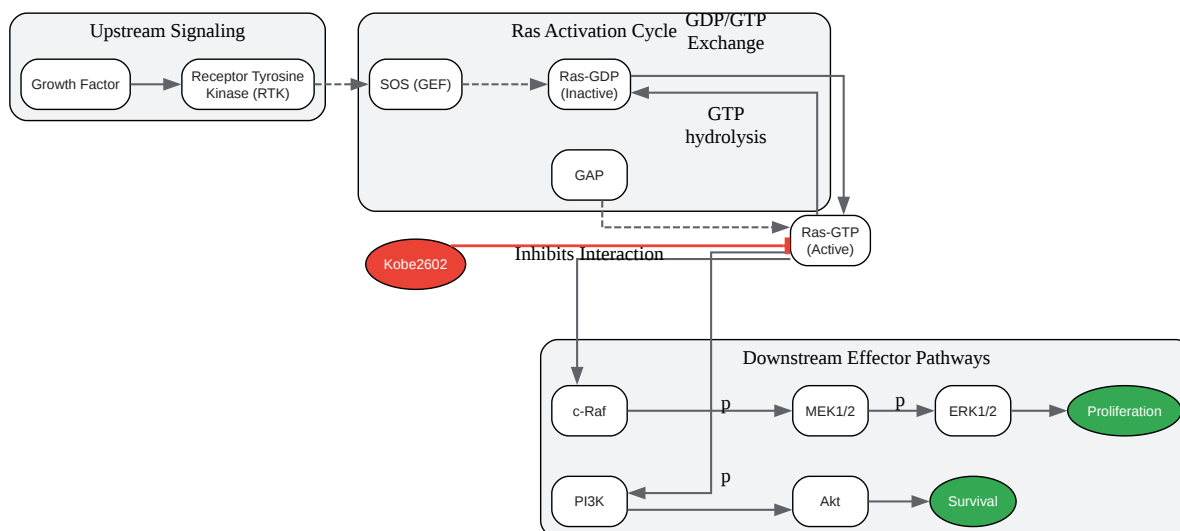 Upstream Signaling
Growth Factor
Receptor Tyrosine
Kinase (RTK)
Ras Activation Cycle
GDP/GTP
Exchange
SOS (GEF)
Ras-GDP
(Inactive)
GTP
hydrolysis
GAP
Ras-GTP
(Active)
Kobe2602
Inhibits Interaction
Downstream Effector Pathways
c-Raf
p
MEK1/2
p
ERK1/2
Proliferation
PI3K
p
Akt
Survival